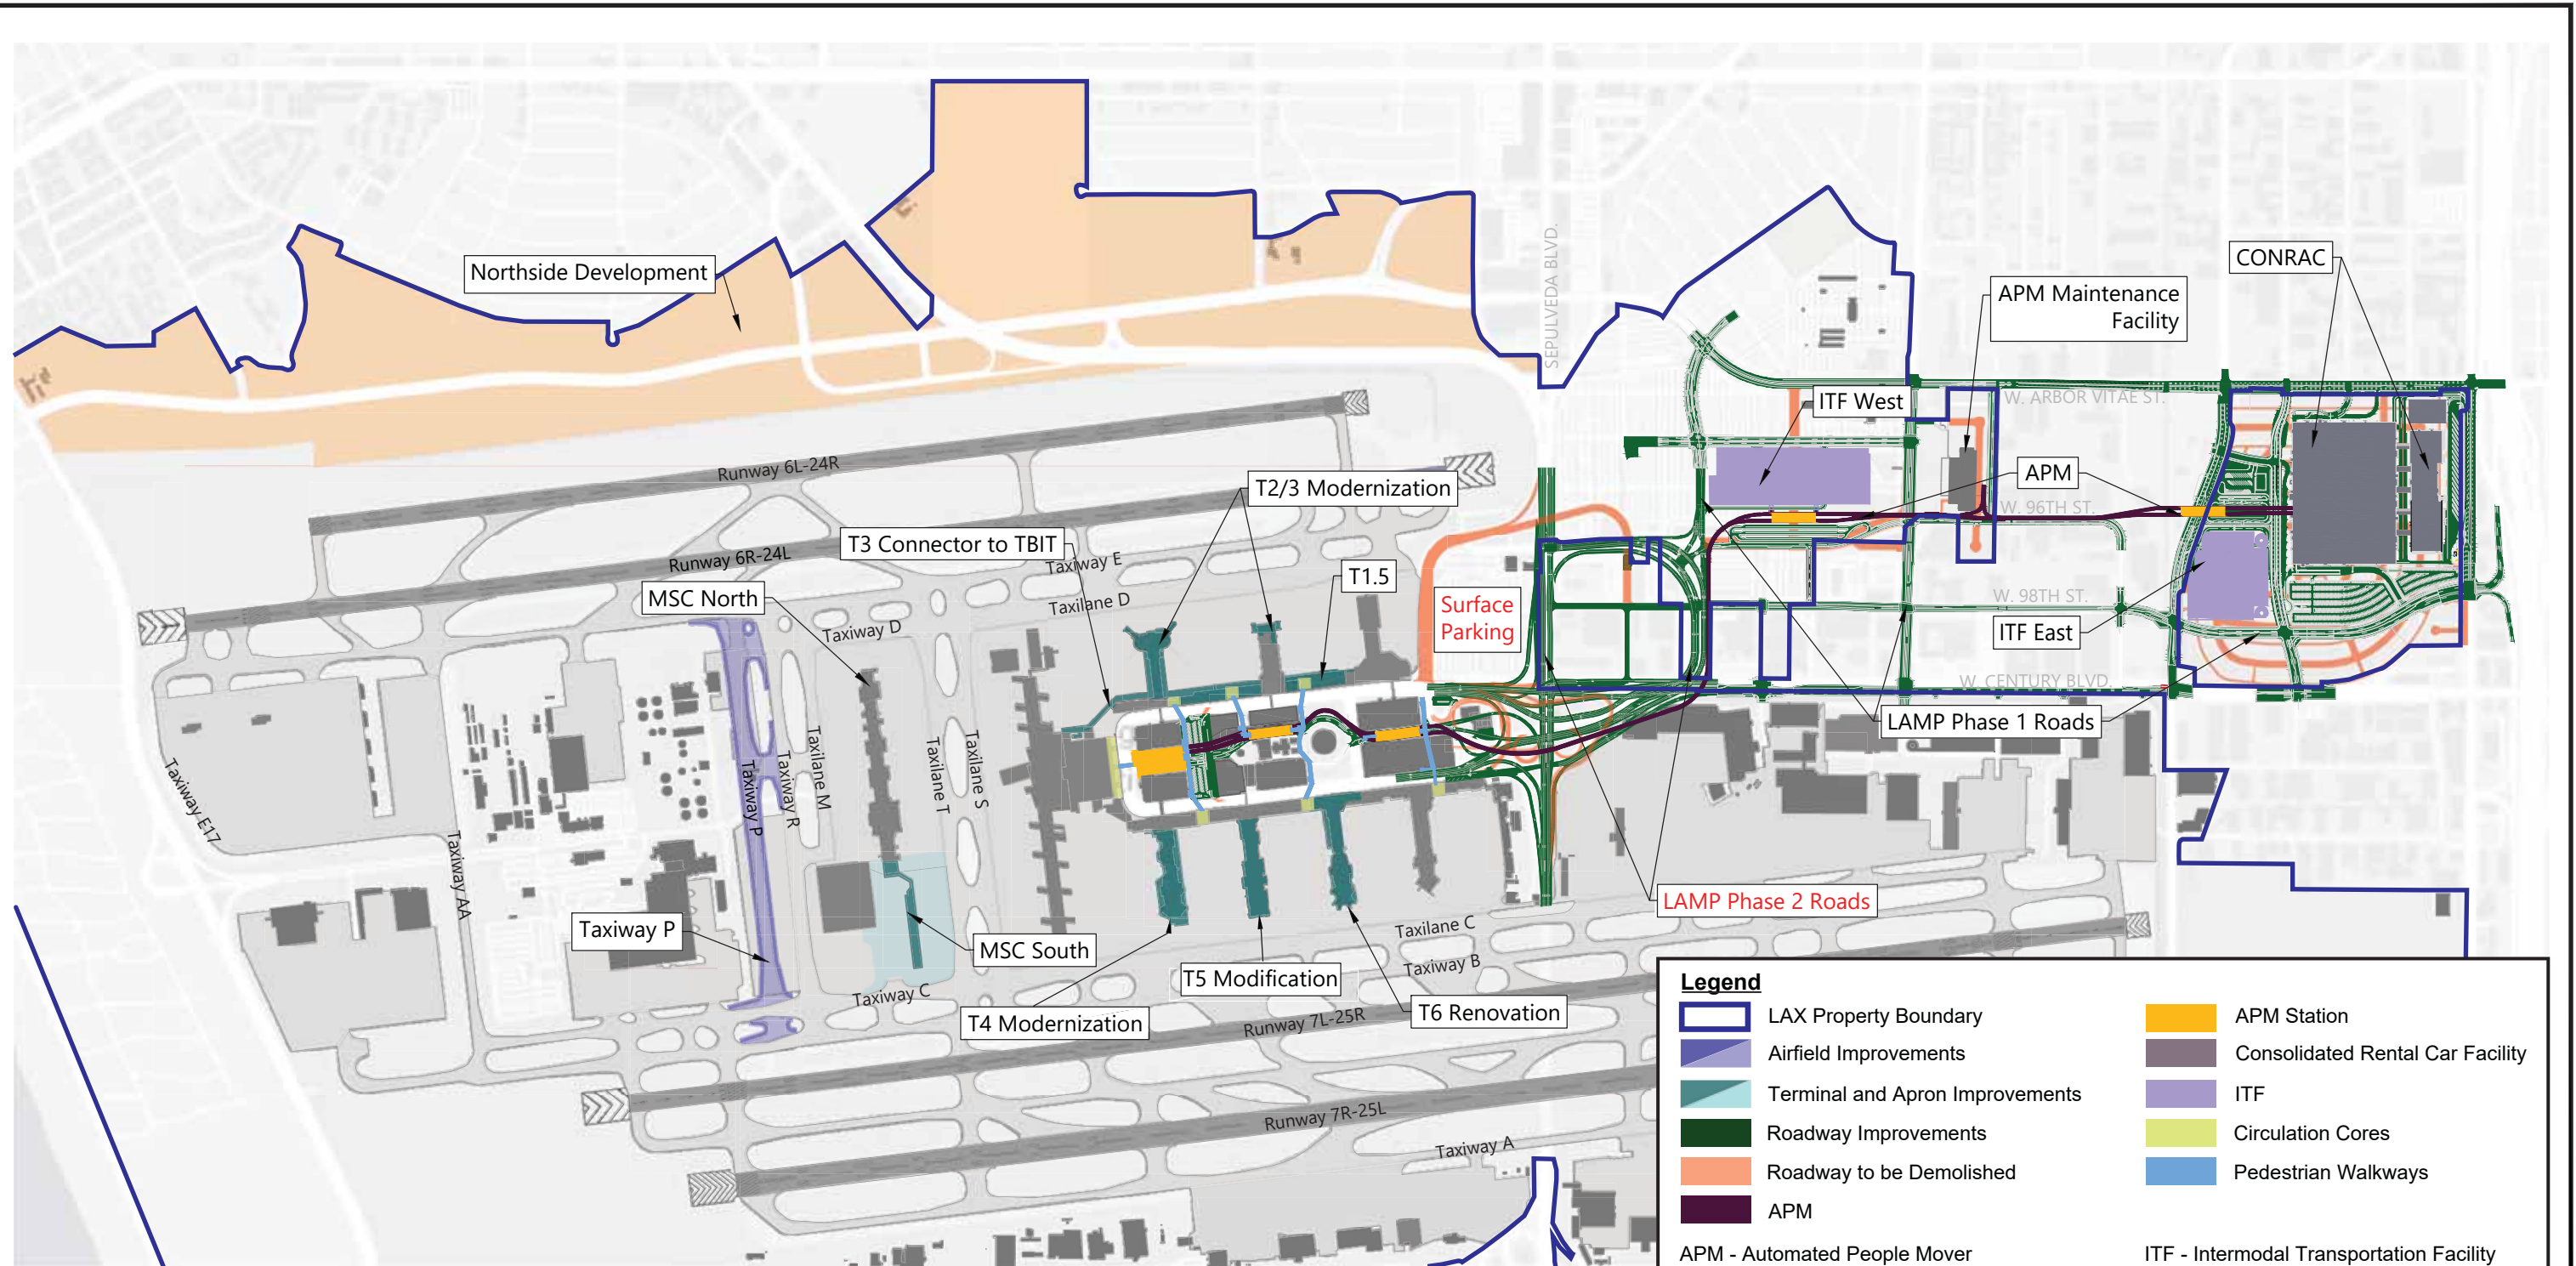 Northside Development
SEPULVEDA BLVD.
CONRAC
APM Maintenance
Facility
W. ARBOR VITAE ST.
ITF West
Runway 6L-24R
APM
T2/3 Modernization
W. 96TH ST.
T3 Connector to TBIT
Runway 6R-24L
Taxiway E
T1.5
MSC North
Taxilane D
Surface
Parking
W. 98TH ST.
Taxiway D
ITF East
W. CENTURY BLVD.
LAMP Phase 1 Roads
Taxiway E17
Taxiway AA
Taxiway P
Taxiway R
Taxilane M
Taxilane T
Taxilane S
LAMP Phase 2 Roads
Taxiway P
MSC South
Taxilane C
Taxiway B
T5 Modification
Taxiway C
T4 Modernization
T6 Renovation
Runway 7L-25R
Runway 7R-25L
Taxiway A
Legend
LAX Property Boundary
Airfield Improvements
Terminal and Apron Improvements
Roadway Improvements
Roadway to be Demolished
APM
APM Station
Consolidated Rental Car Facility
ITF
Circulation Cores
Pedestrian Walkways
APM - Automated People Mover
ITF - Intermodal Transportation Facility